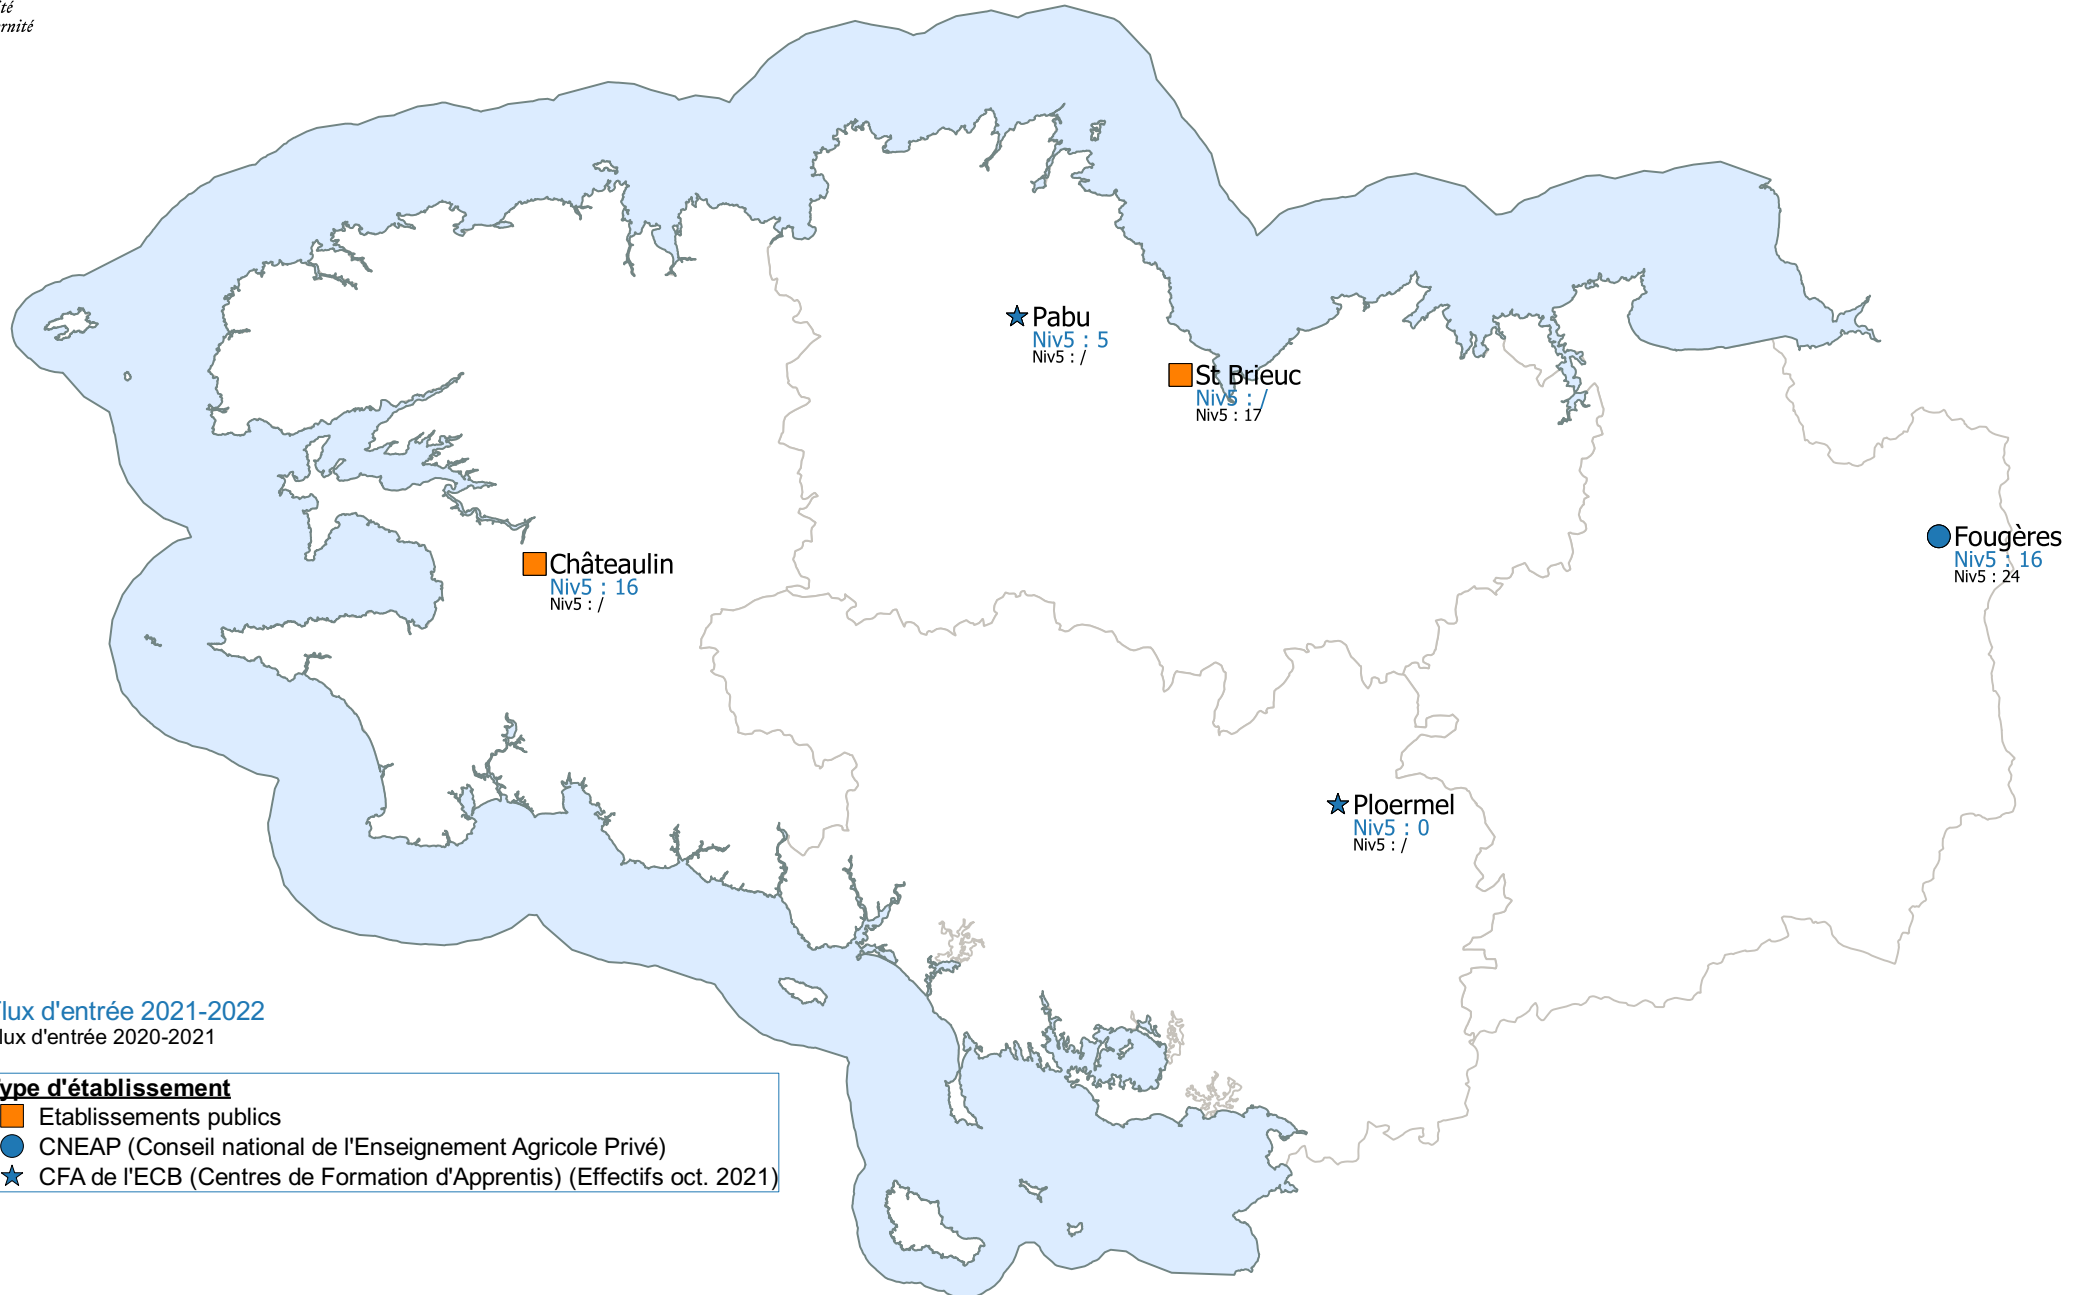 té
rnité
Pabu
Niv5 : 5
Niv5 : /
St Brieuc
Niv5 : /
Niv5 : 17
Fougères
Niv5 : 16
Niv5 : 24
Châteaulin
Niv5 : 16
Niv5 : /
Ploermel
Niv5 : 0
Niv5 : /
lux d'entrée 2021-2022
lux d'entrée 2020-2021
ype d'établissement
Etablissements publics
CNEAP (Conseil national de l'Enseignement Agricole Privé)
CFA de l'ECB (Centres de Formation d'Apprentis) (Effectifs oct. 2021)